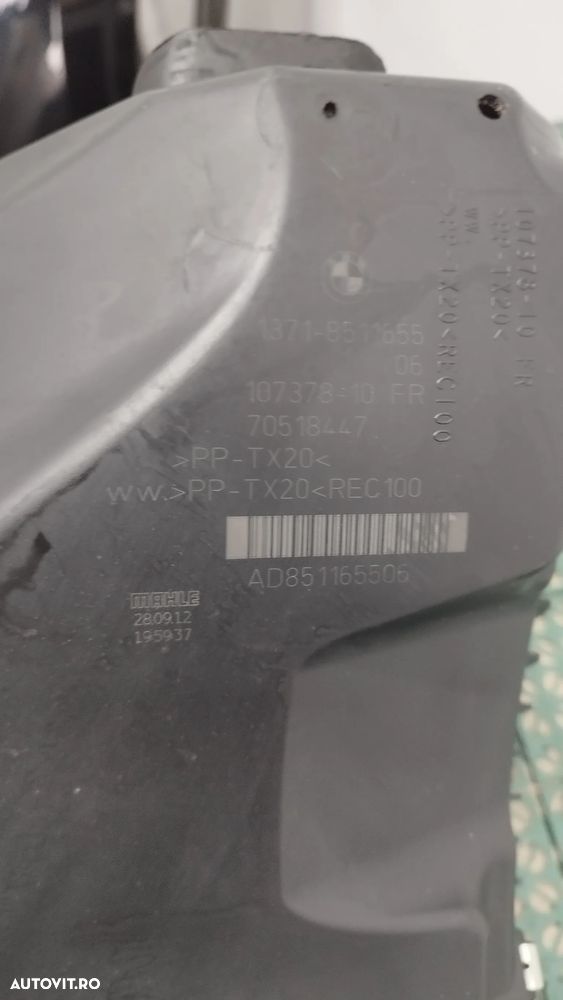 1371-8511655
06
107378-10 FR
70518447
>PP-TX20<
WW.>PP-TX20<REC100
AD851165506
MAHLE
28.09.12
195937
107378-10 FR
>PP-TX20<
WW.
>PP-TX20<REC100
AUTOVIT.RO